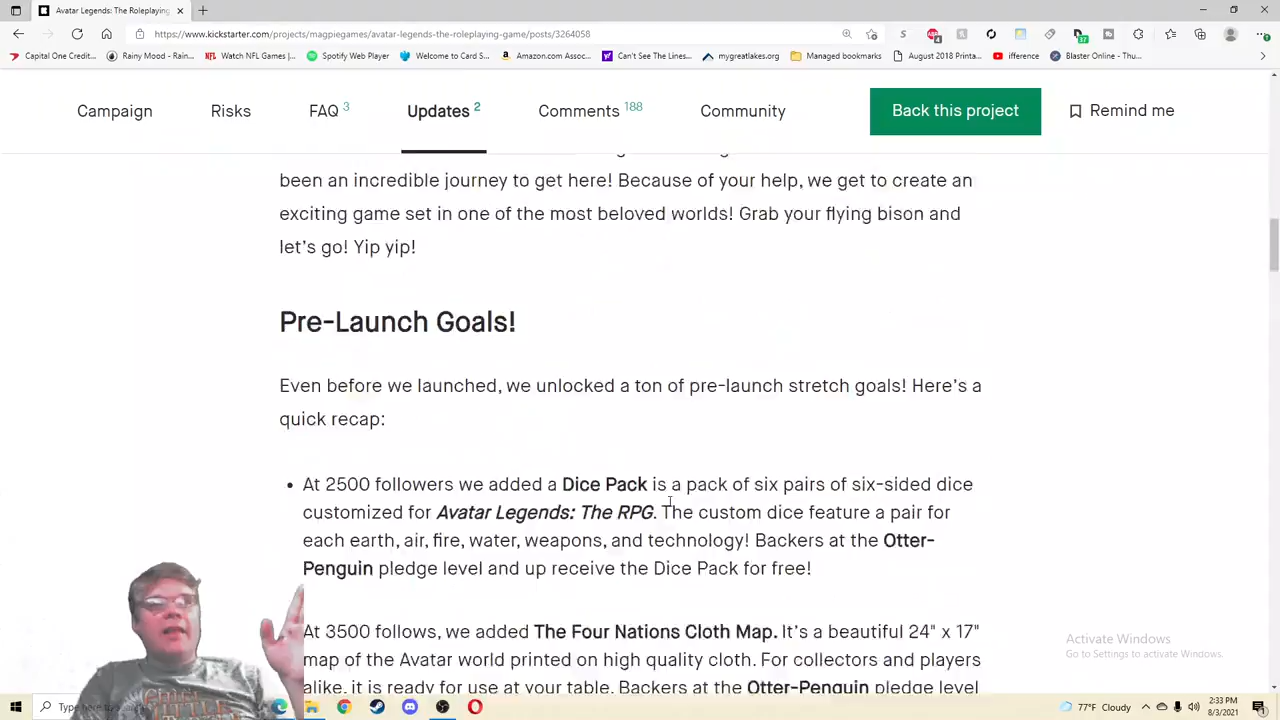 Avatar Legends: The Roleplaying
https://www.kickstarter.com/projects/magpiegames/avatar-legends-the-roleplaying-game/posts/3264058
Capital One Credit...
Rainy Mood - Rain...
Watch NFL Games |...
Spotify Web Player
Welcome to Card S...
Amazon.com Assoc...
Can't See The Lines...
mygreatlakes.org
Managed bookmarks
August 2018 Printa...
ifference
Blaster Online - Thu...
Campaign
Risks
FAQ 3
Updates 2
Comments 188
Community
Back this project
Remind me
been an incredible journey to get here! Because of your help, we get to create an
exciting game set in one of the most beloved worlds! Grab your flying bison and
let's go! Yip yip!
Pre-Launch Goals!
Even before we launched, we unlocked a ton of pre-launch stretch goals! Here's a
quick recap:
• At 2500 followers we added a Dice Pack is a pack of six pairs of six-sided dice
customized for Avatar Legends: The RPG. The custom dice feature a pair for
each earth, air, fire, water, weapons, and technology! Backers at the Otter-
Penguin pledge level and up receive the Dice Pack for free!
At 3500 follows, we added The Four Nations Cloth Map. It's a beautiful 24" x 17"
map of the Avatar world printed on high quality cloth. For collectors and players
alike, it is ready for use at your table. Backers at the Otter-Penguin pledge level
Activate Windows
Go to Settings to activate Windows.
Type here to
77°F Cloudy
2:33 PM
8/3/2021